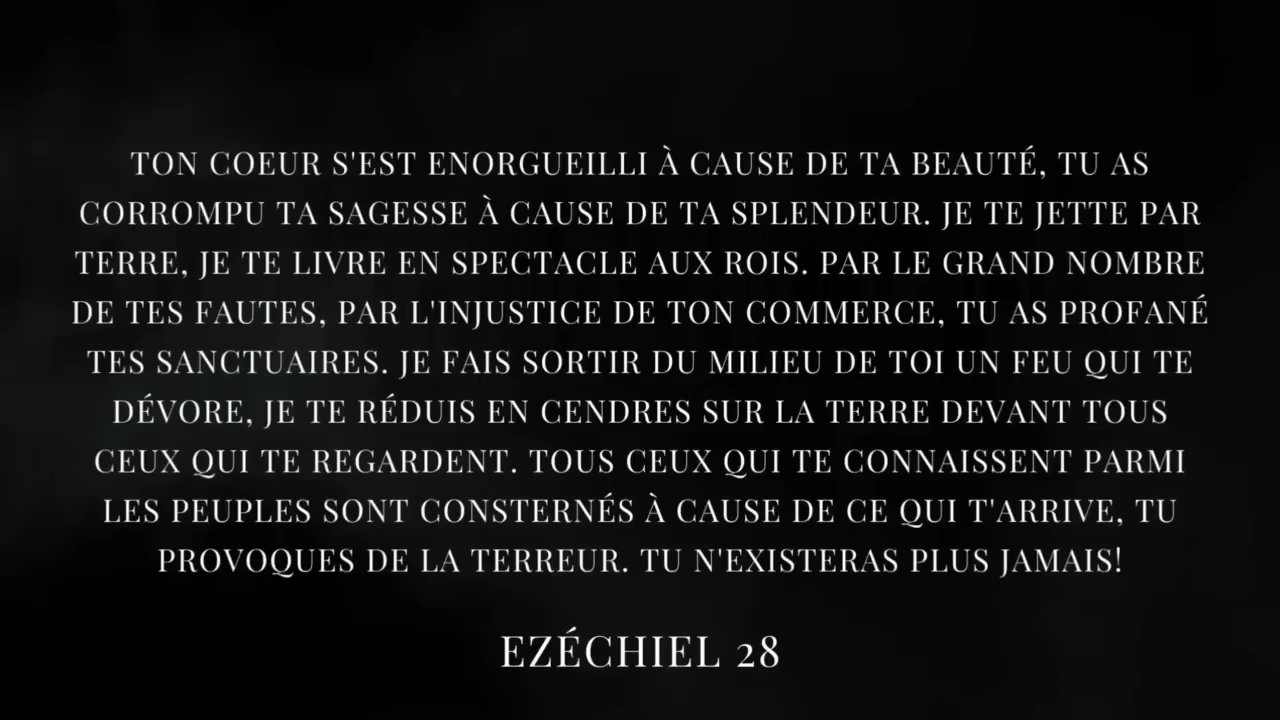 TON COEUR S'EST ENORGUEILLI À CAUSE DE TA BEAUTÉ, TU AS
CORROMPU TA SAGESSE À CAUSE DE TA SPLENDEUR. JE TE JETTE PAR
TERRE, JE TE LIVRE EN SPECTACLE AUX ROIS. PAR LE GRAND NOMBRE
DE TES FAUTES, PAR L'INJUSTICE DE TON COMMERCE, TU AS PROFANÉ
TES SANCTUAIRES. JE FAIS SORTIR DU MILIEU DE TOI UN FEU QUI TE
DÉVORE, JE TE RÉDUIS EN CENDRES SUR LA TERRE DEVANT TOUS
CEUX QUI TE REGARDENT. TOUS CEUX QUI TE CONNAISSENT PARMI
LES PEUPLES SONT CONSTERNÉS À CAUSE DE CE QUI T'ARRIVE, TU
PROVOQUES DE LA TERREUR. TU N'EXISTERAS PLUS JAMAIS!
EZÉCHIEL 28